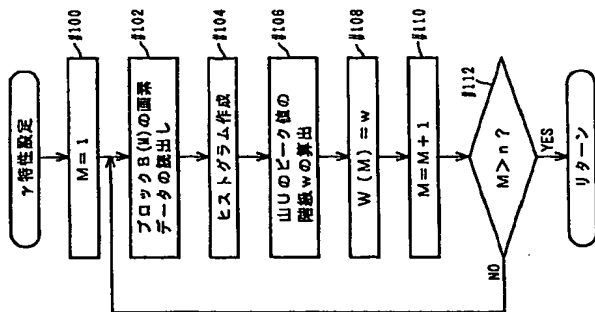 γ特性設定
#100
M=1
#102
ブロックB(M)の画素
データの読出し
#104
ヒストグラム作成
#106
山Uのピーク値の
階級wの算出
#108
W(M)=w
#110
M=M+1
#112
M>n?
NO
YES
リターン